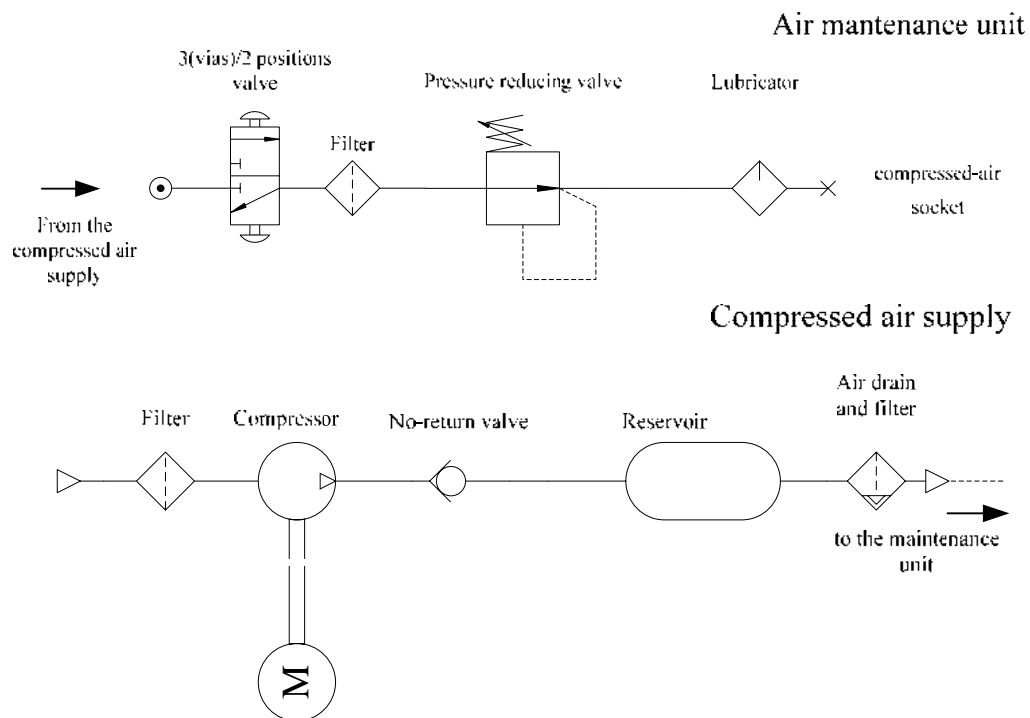 Air mantenance unit
3(vias)/2 positions
valve
Pressure reducing valve
Lubricator
Filter
compressed-air
socket
From the
compressed air
supply
Compressed air supply
Air drain
and filter
Filter
Compressor
No-return valve
Reservoir
to the maintenance
unit
M